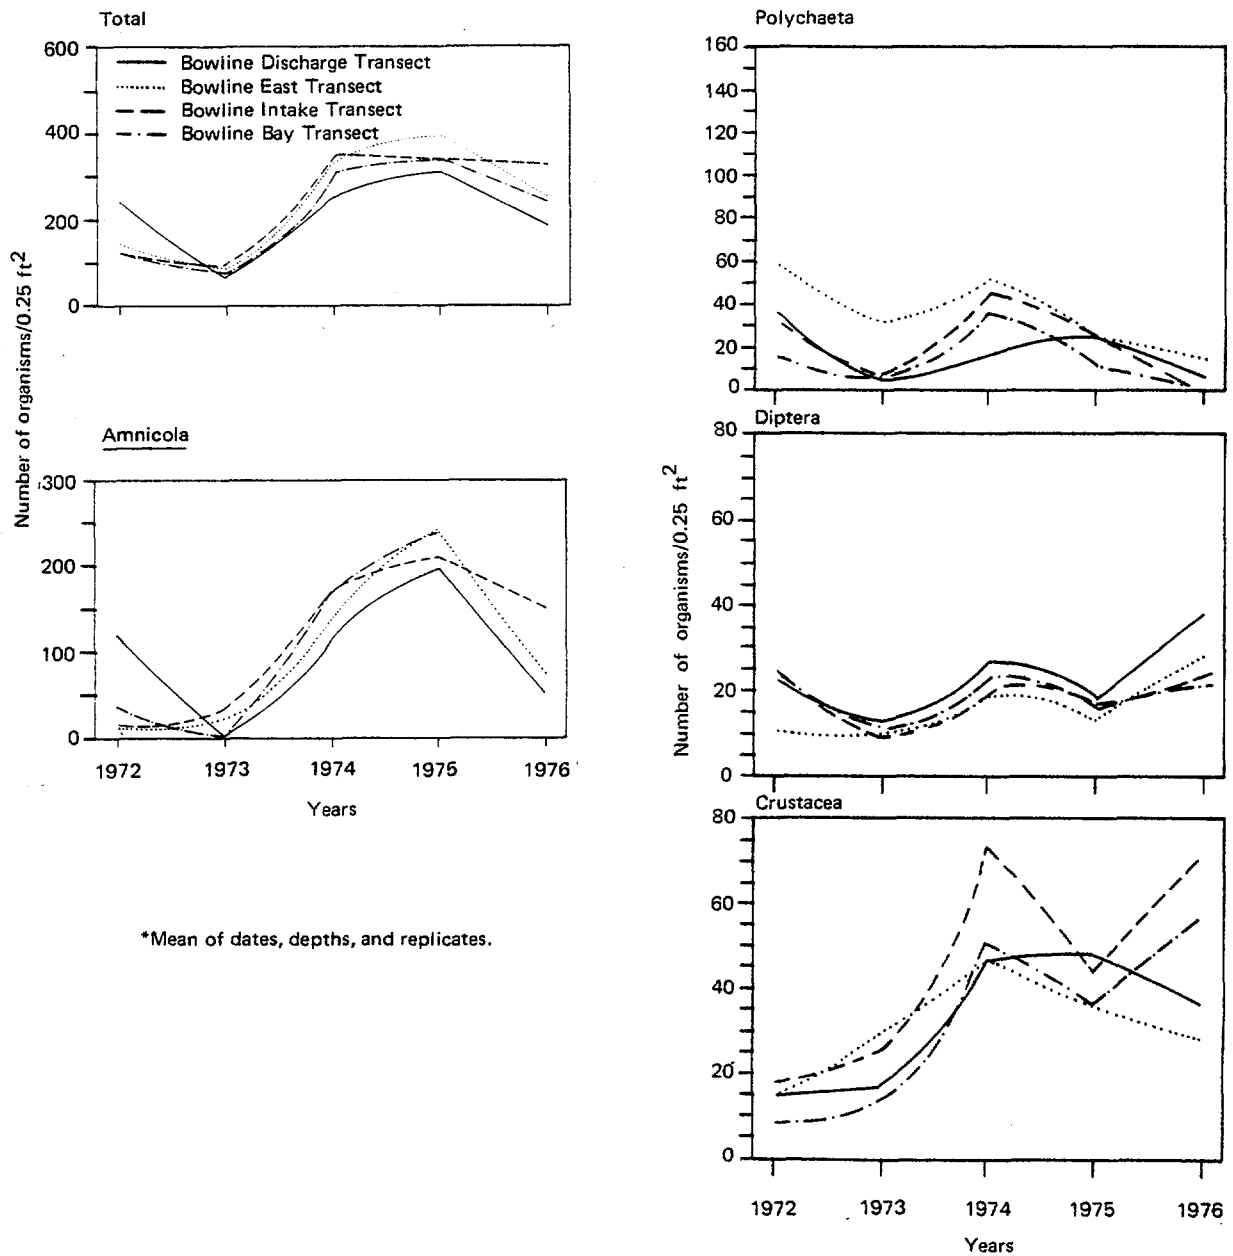 Total
600
400
200
0
Bowline Discharge Transect
Bowline East Transect
Bowline Intake Transect
Bowline Bay Transect
Number of organisms/0.25 ft2
Amnicola
300
200
100
0
1972 1973 1974 1975 1976
Years
*Mean of dates, depths, and replicates.
Polychaeta
160
140
120
100
80
60
40
20
0
Number of organisms/0.25 ft2
Diptera
80
60
40
20
0
Crustacea
80
60
40
20
0
1972 1973 1974 1975 1976
Years